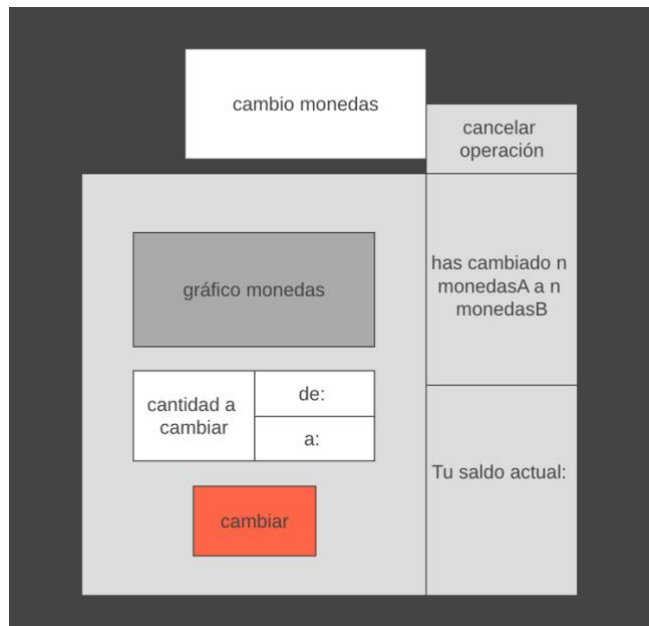 cambio monedas
cancelar
operación
has cambiado n
monedasA a n
monedasB
gráfico monedas
cantidad a
cambiar
de:
a:
Tu saldo actual:
cambiar